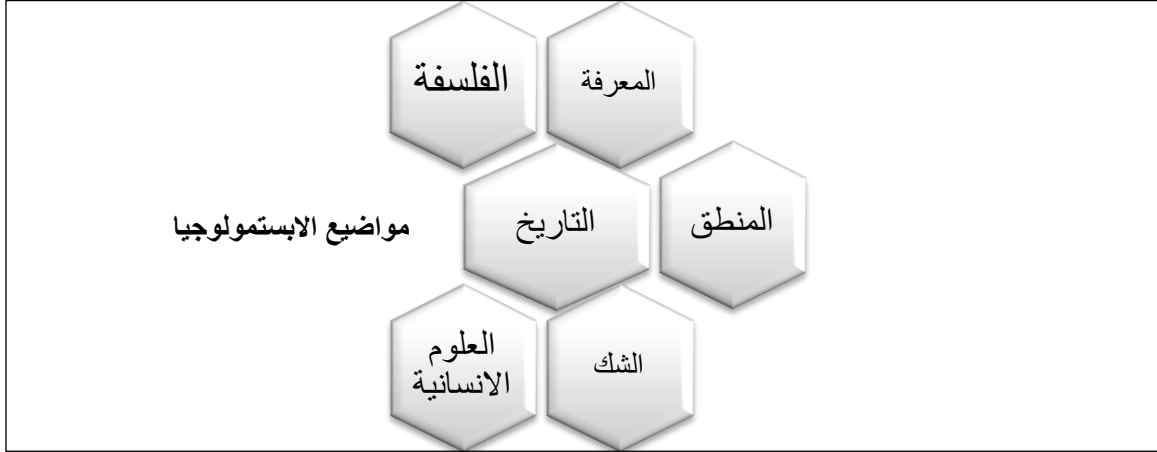 المعرفة
الفلسفة
المنطق
التاريخ
مواضيع الابستمولوجيا
الشك
العلوم
الانسانية